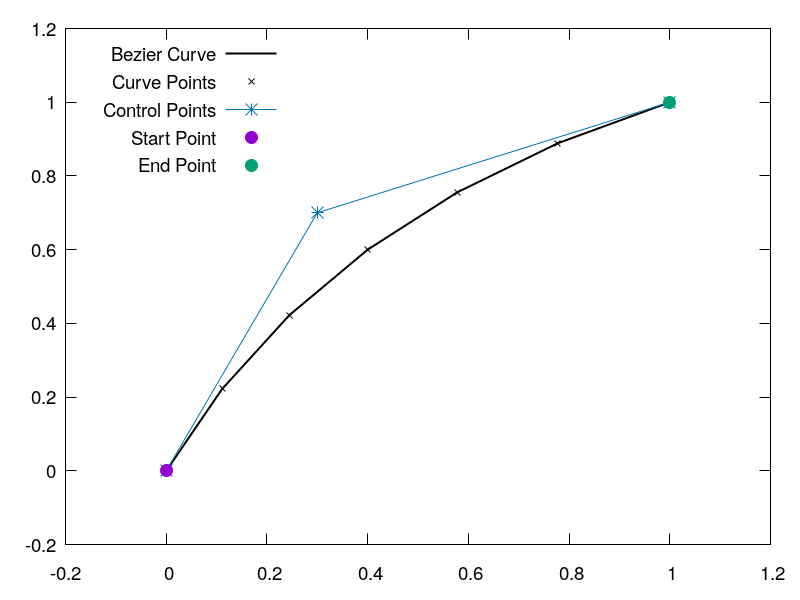 1.2
1
0.8
0.6
0.4
0.2
0
-0.2
Bezier Curve
Curve Points
Control Points
Start Point
End Point
-0.2 0 0.2 0.4 0.6 0.8 1 1.2